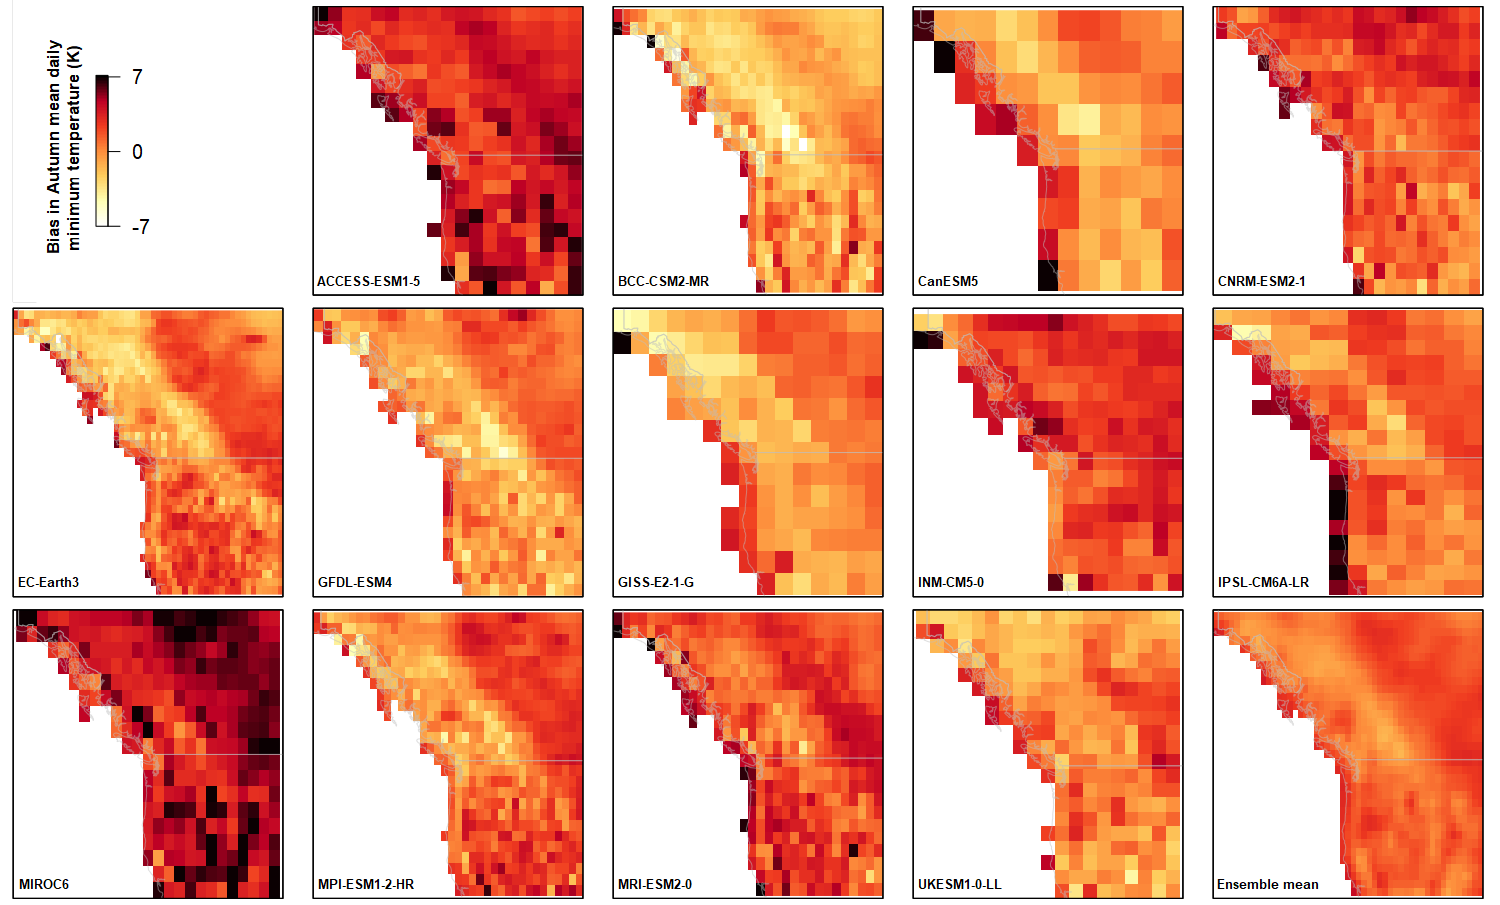 Bias in Autumn mean daily
minimum temperature (K)
7
0
-7
ACCESS-ESM1-5
BCC-CSM2-MR
CanESM5
CNRM-ESM2-1
EC-Earth3
GFDL-ESM4
GISS-E2-1-G
INM-CM5-0
IPSL-CM6A-LR
MIROC6
MPI-ESM1-2-HR
MRI-ESM2-0
UKESM1-0-LL
Ensemble mean